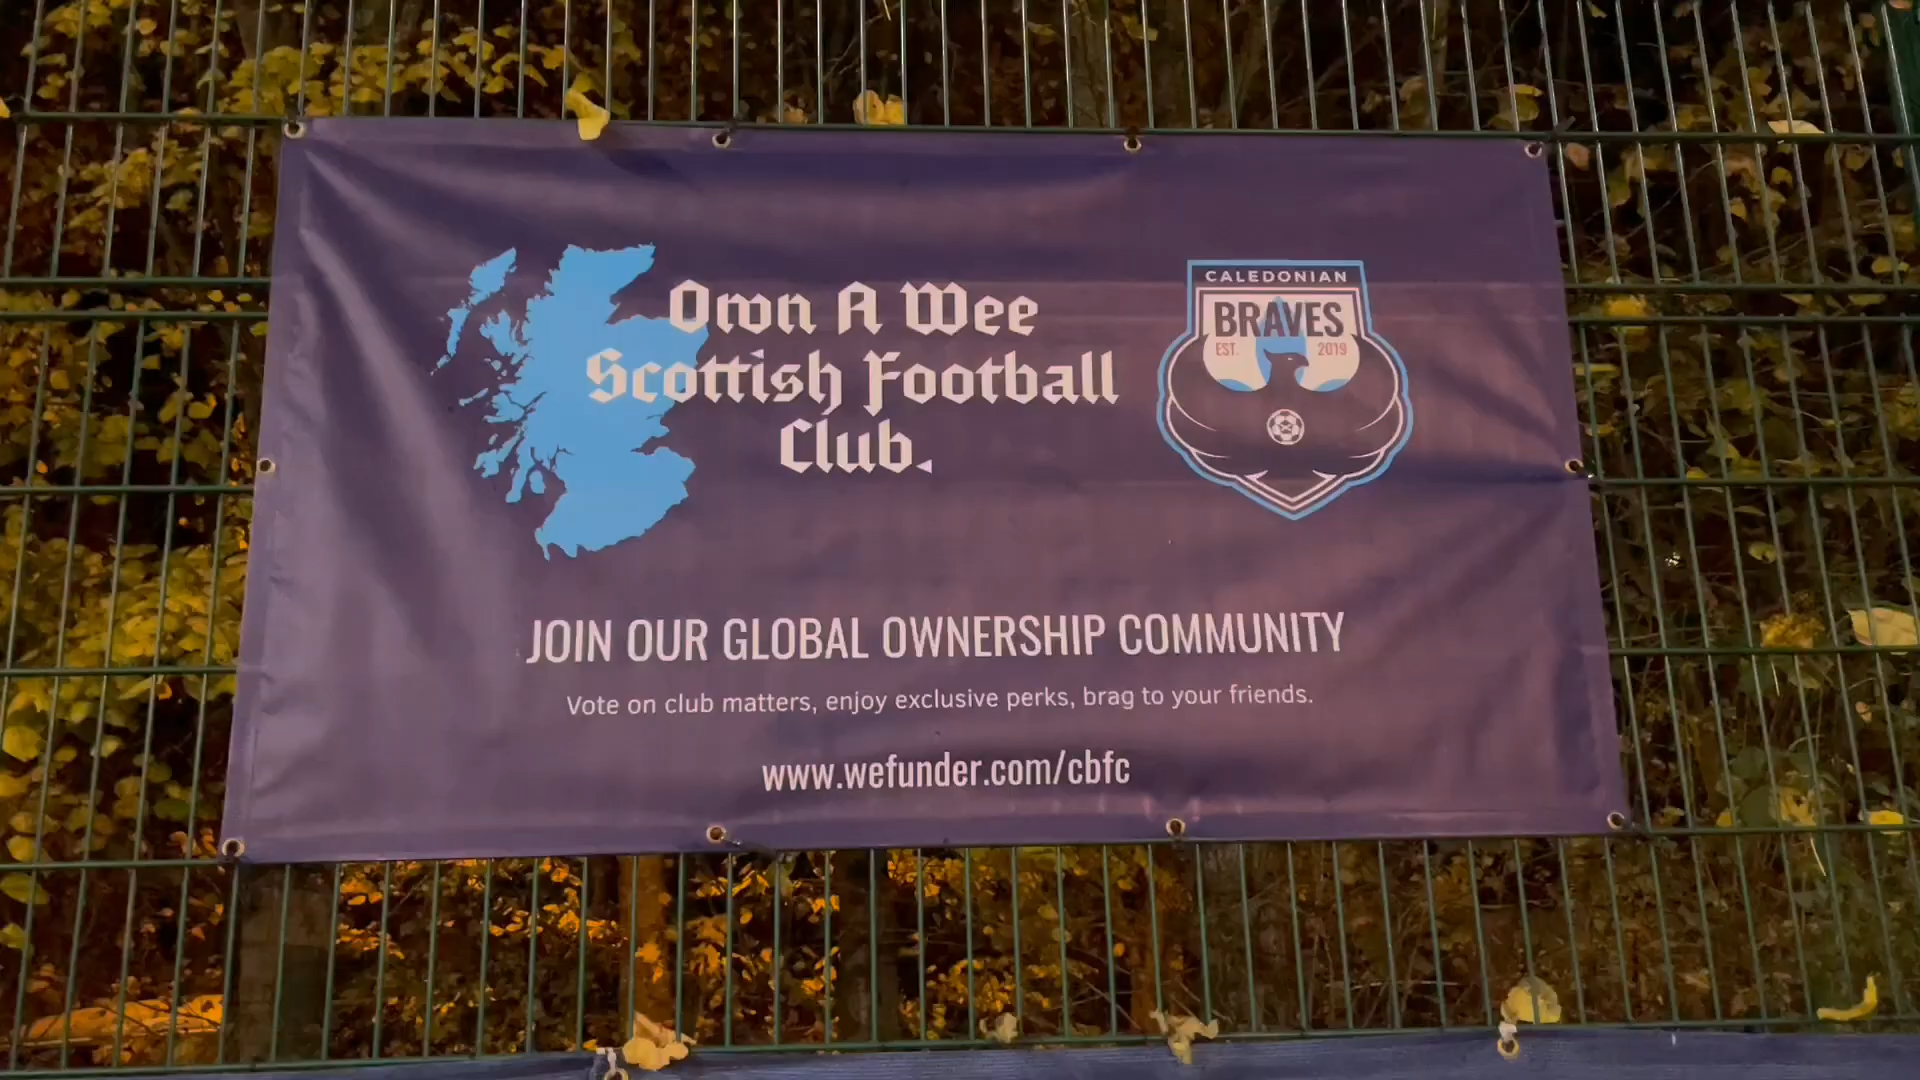 Own A Wee
Scottish Football
Club.
CALEDONIAN
BRAVES
EST. 2019
JOIN OUR GLOBAL OWNERSHIP COMMUNITY
Vote on club matters, enjoy exclusive perks, brag to your friends.
www.wefunder.com/cbfc